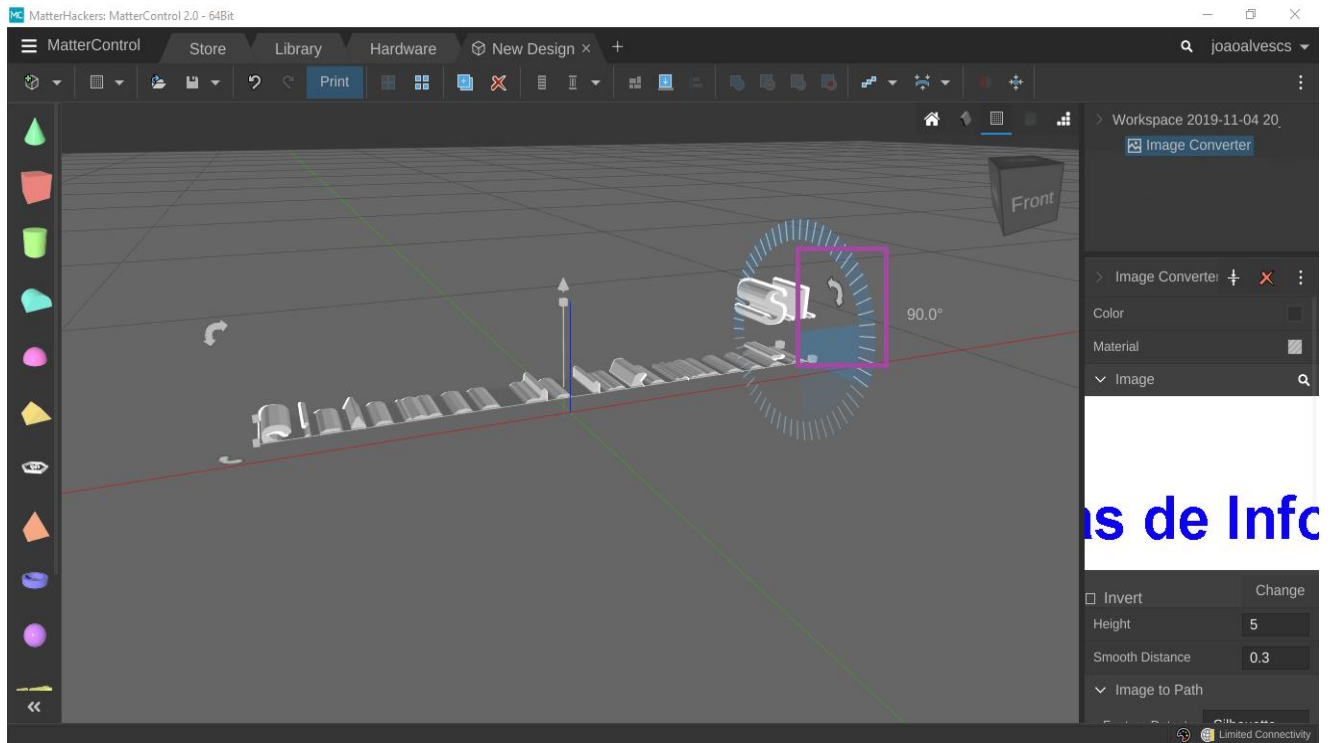 MC MatterHackers: MatterControl 2.0 - 64Bit
MatterControl Store Library Hardware New Design × + joaoalvescs
Print
Workspace 2019-11-04 20_
Image Converter
Front
Image Converter
90.0°
Color
Material
Image
as de Info
Invert Change
Height 5
Smooth Distance 0.3
Image to Path
Limited Connectivity